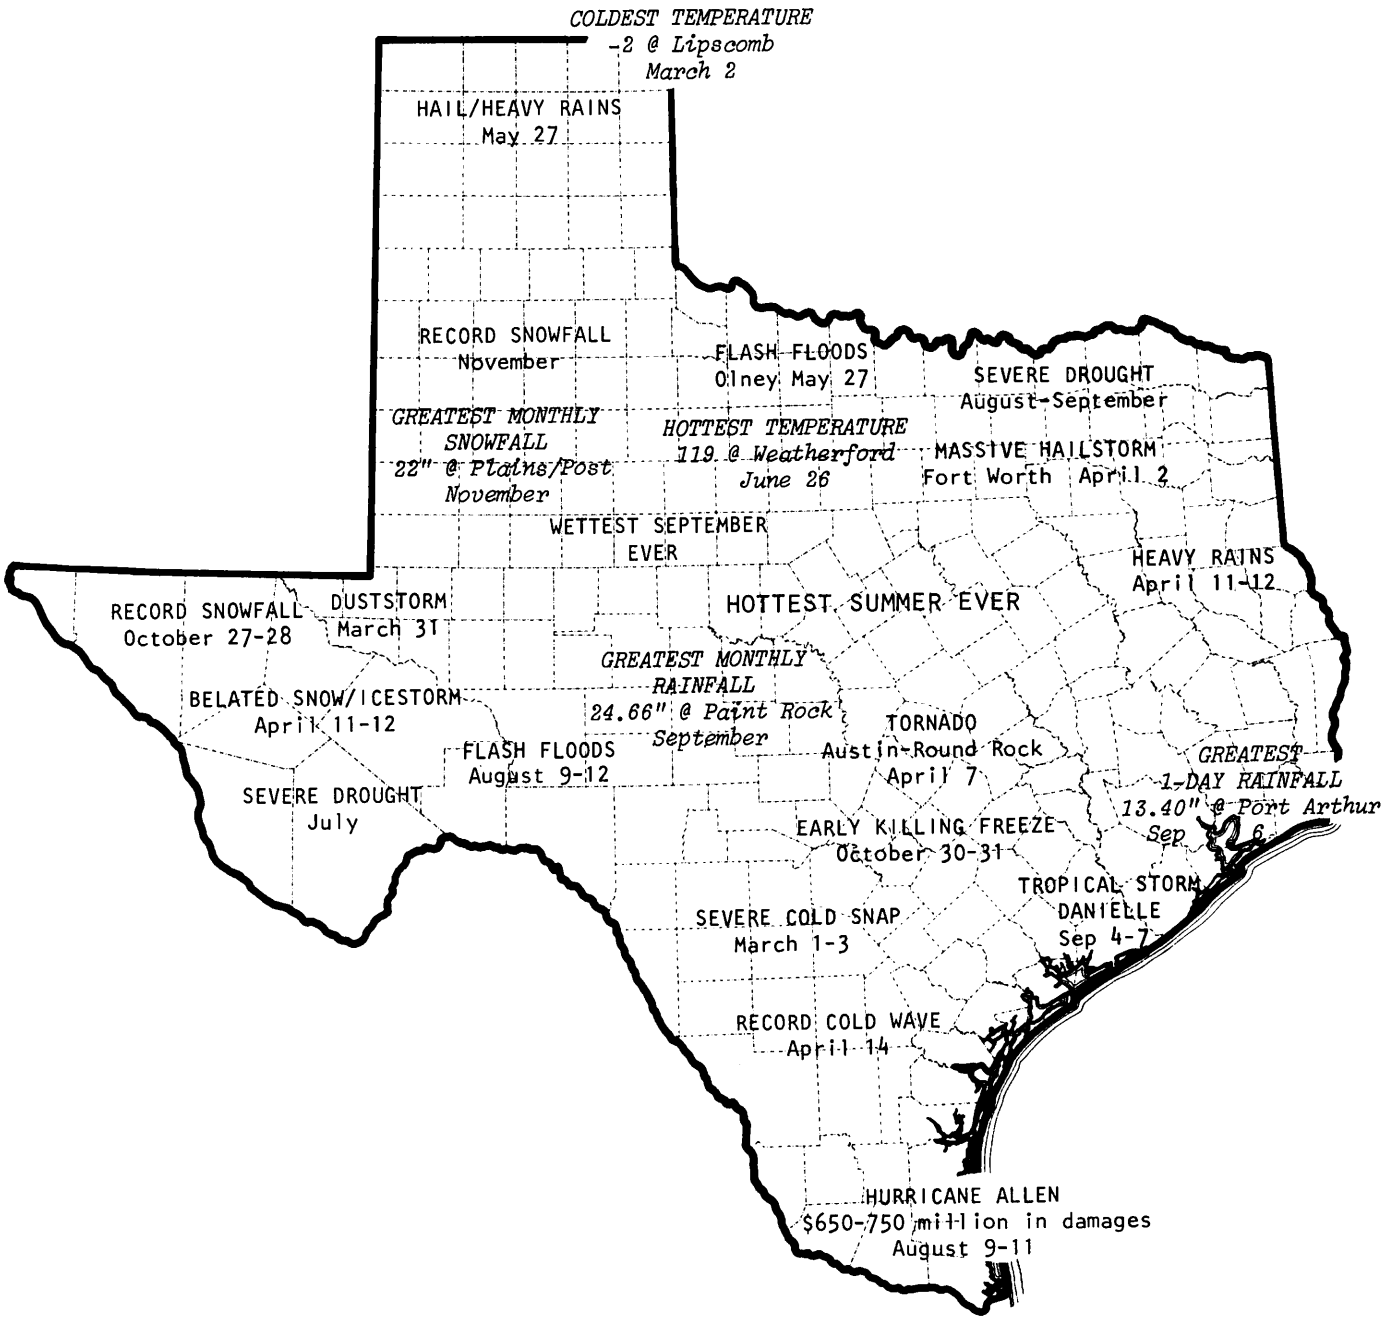 COLDEST TEMPERATURE
-2 @ Lipscomb
March 2
HAIL/HEAVY RAINS
May 27
RECORD SNOWFALL
November
FLASH FLOODS
Olney May 27
SEVERE DROUGHT
August-September
GREATEST MONTHLY
SNOWFALL
22" @ Plains/Post
November
HOTTEST TEMPERATURE
119 @ Weatherford
June 26
MASSIVE HAILSTORM
Fort Worth April 2
WETTEST SEPTEMBER
EVER
HEAVY RAINS
April 11-12
RECORD SNOWFALL
October 27-28
DUSTSTORM
March 31
HOTTEST SUMMER EVER
GREATEST MONTHLY
RAINFALL
24.66" @ Paint Rock
September
BELATED SNOW/ICESTORM
April 11-12
TORNADO
Austin-Round Rock
April 7
FLASH FLOODS
August 9-12
GREATEST
1-DAY RAINFALL
13.40" @ Port Arthur
Sep 6
SEVERE DROUGHT
July
EARLY KILLING FREEZE
October 30-31
TROPICAL STORM
DANIELLE
Sep 4-7
SEVERE COLD SNAP
March 1-3
RECORD COLD WAVE
April 14
HURRICANE ALLEN
$650-750 million in damages
August 9-11